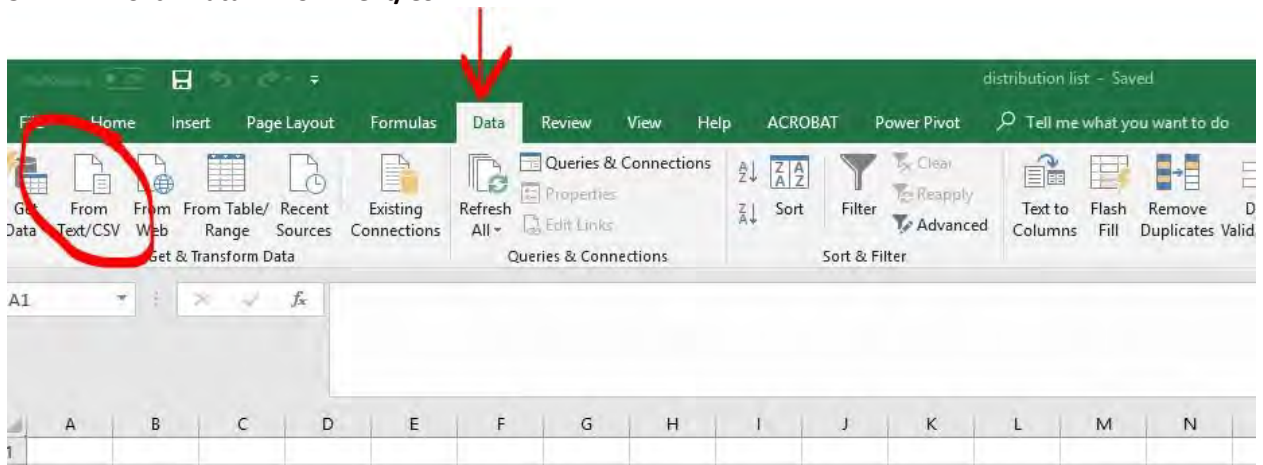 distribution list - Saved
File Home Insert Page Layout Formulas Data Review View Help ACROBAT Power Pivot Tell me what you want to do
Get Data
From Text/CSV
From Web
From Table/ Range
Recent Sources
Existing Connections
Refresh All
Queries & Connections
Properties
Edit Links
Sort
Filter
Clear
Reapply
Advanced
Text to Columns
Flash Fill
Remove Duplicates
Get & Transform Data
Queries & Connections
Sort & Filter
A1 fx
A B C D E F G H I J K L M N
1